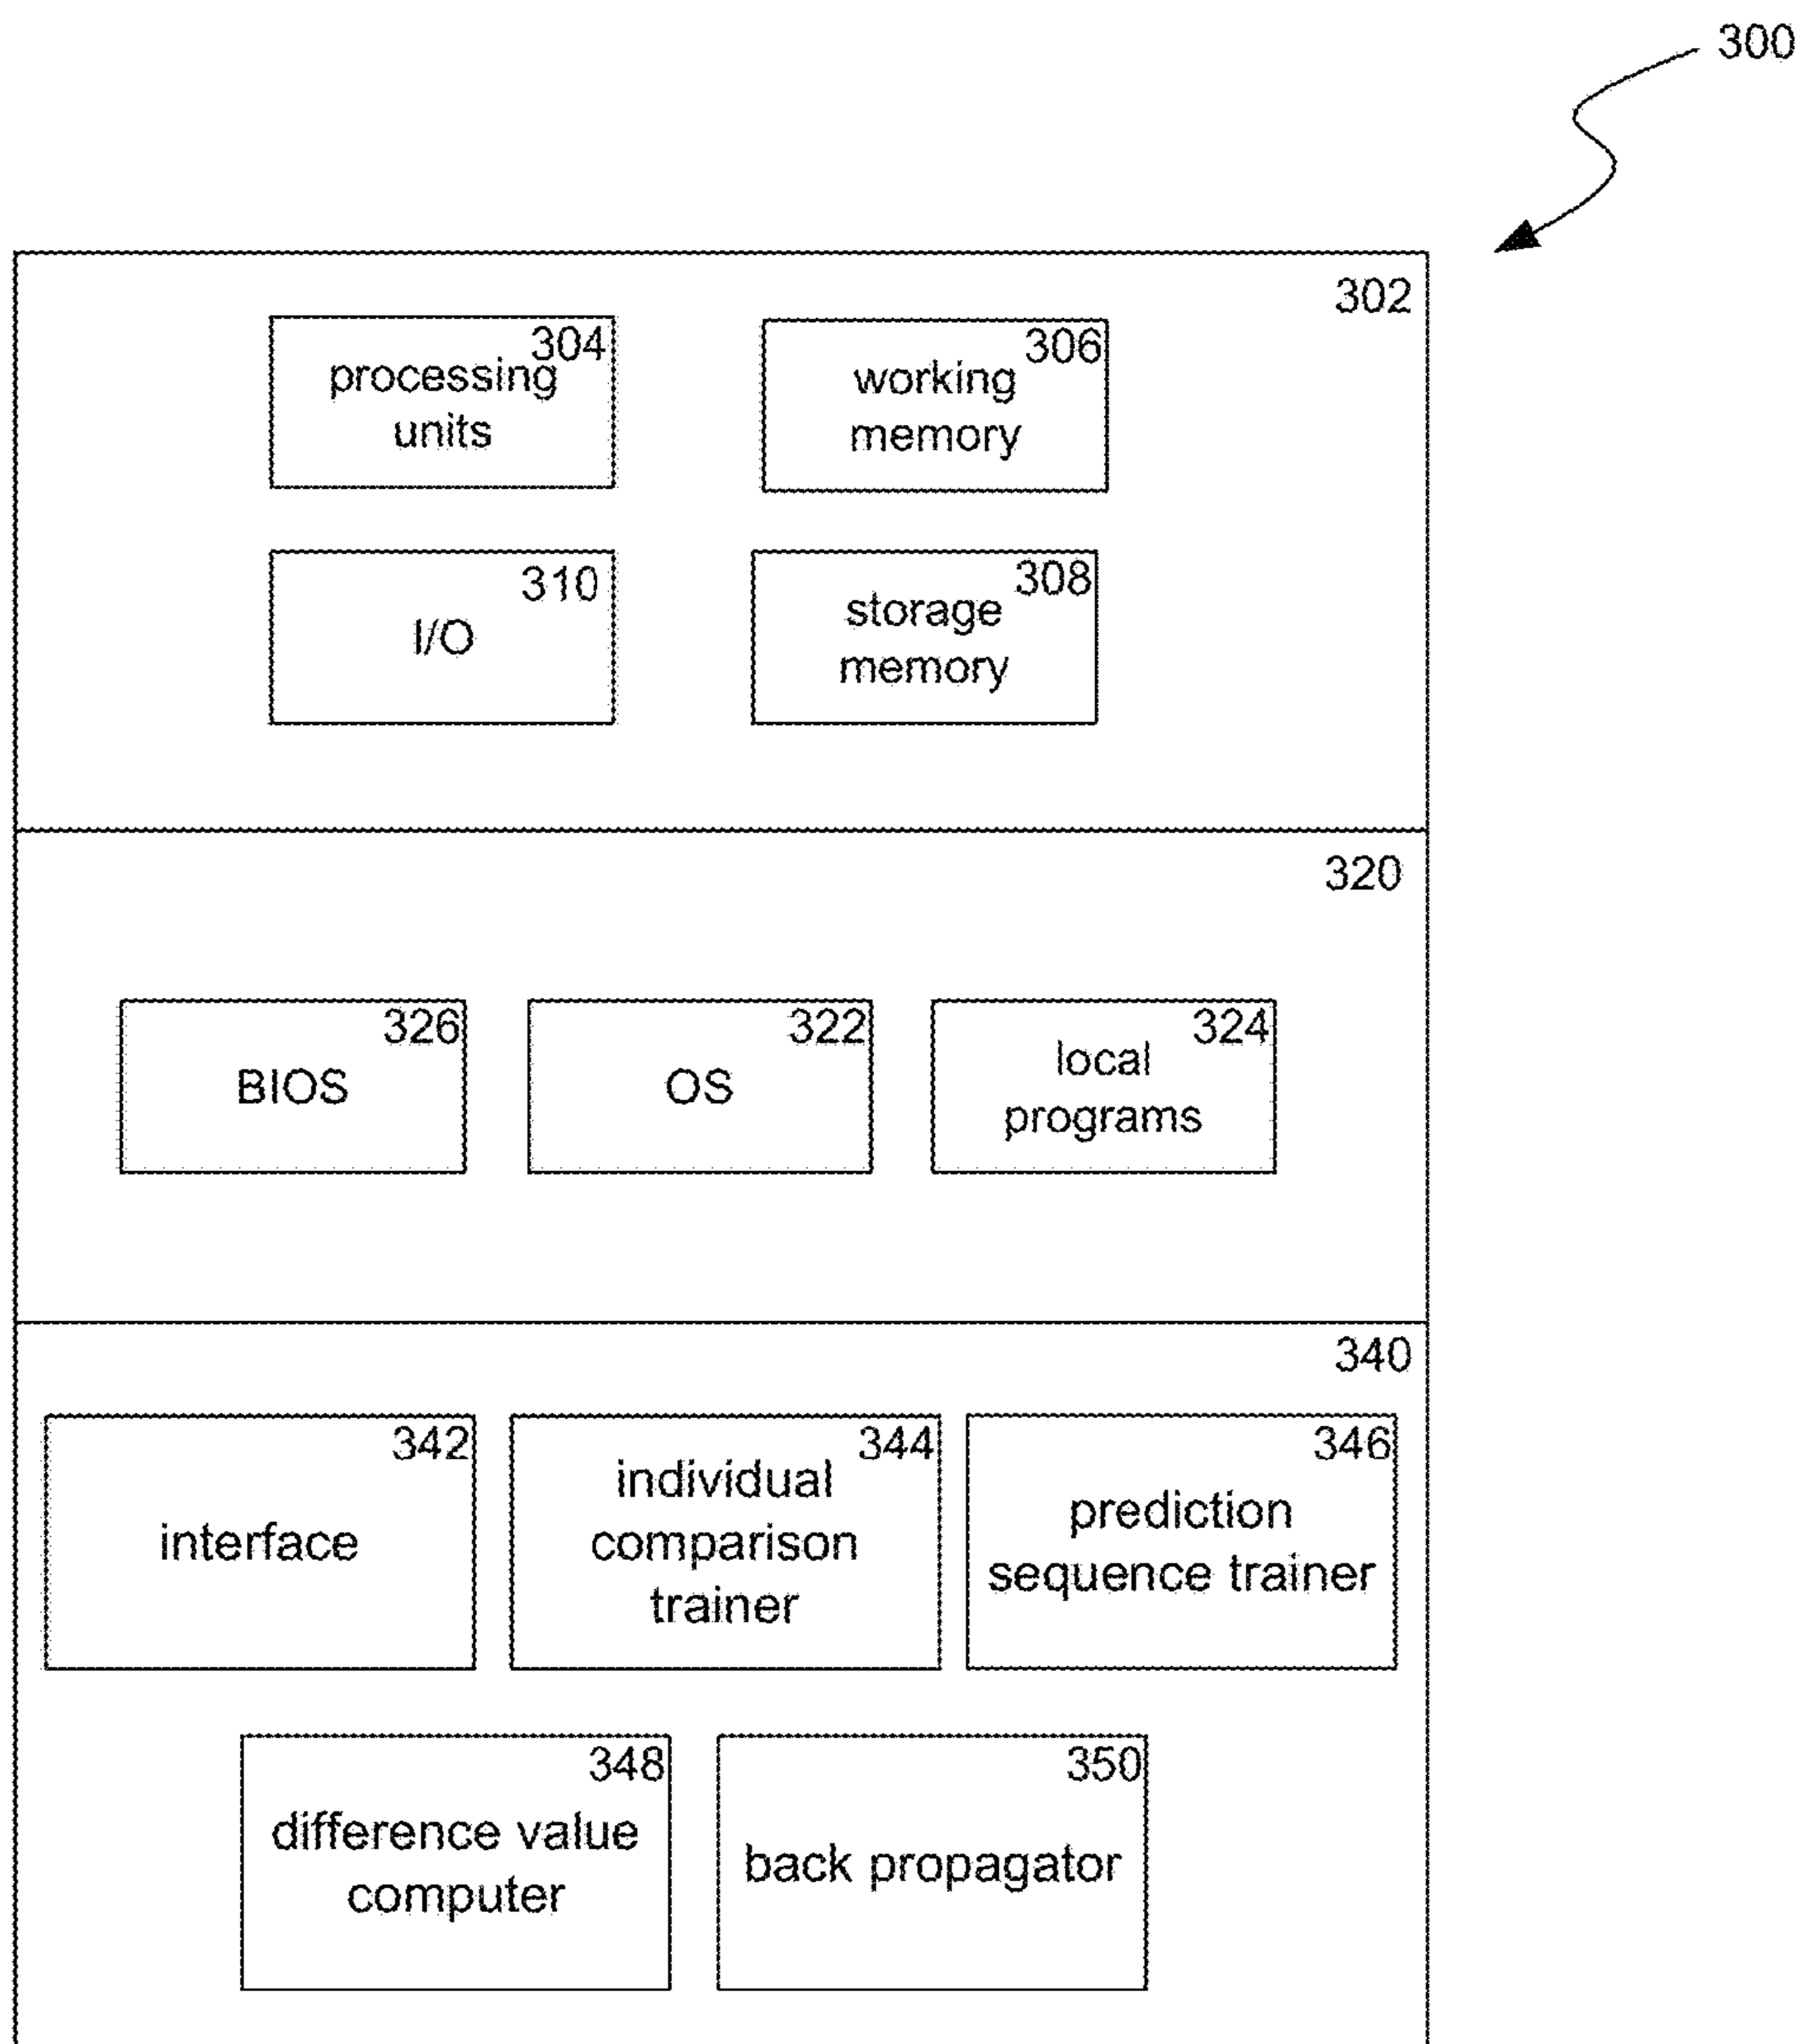 300
302
304
processing
units
306
working
memory
310
I/O
308
storage
memory
320
326
BIOS
322
OS
324
local
programs
340
342
interface
344
individual
comparison
trainer
346
prediction
sequence trainer
348
difference value
computer
350
back propagator